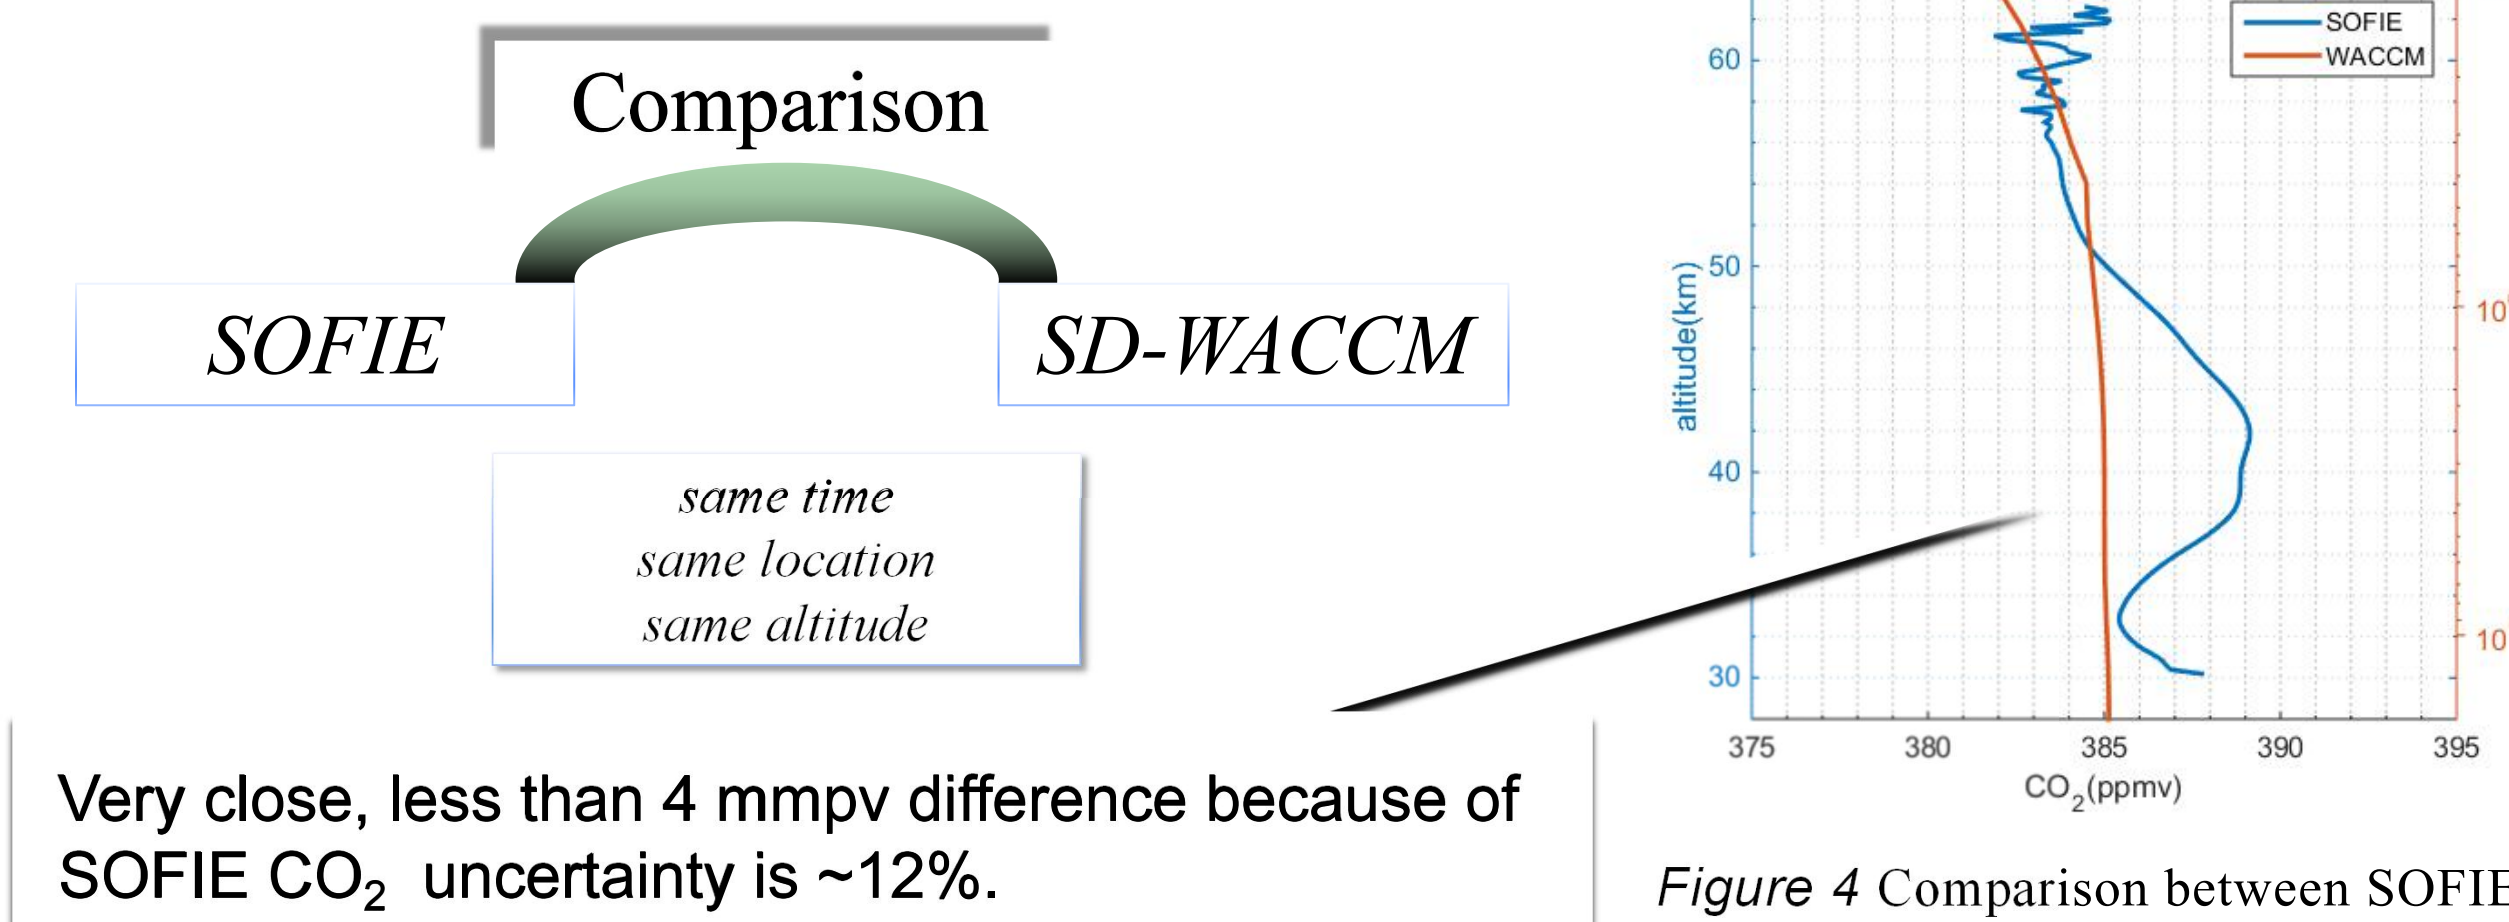 Comparison
SOFIE
SD-WACCM
same time
same location
same altitude
Very close, less than 4 mmpv difference because of
SOFIE CO₂ uncertainty is ~12%.
SOFIE
WACCM
60
50
40
30
altitude(km)
10
10
375 380 385 390 395
CO₂(ppmv)
Figure 4 Comparison between SOFIE